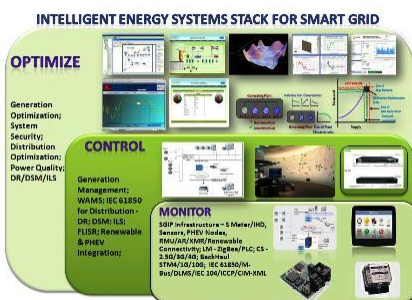 INTELLIGENT ENERGY SYSTEMS STACK FOR SMART GRID
OPTIMIZE
Generation
Optimization;
System
Security;
Distribution
Optimization;
Power Quality;
DR/DSM/ILS
CONTROL
Generation
Management;
WAMS; IEC 61850
for Distribution -
DR; DSM; ILS;
FLISR; Renewable
& PHEV
Integration;
MONITOR
SGIP Infrastructure – S Meter/IHD,
Sensors, PHEV Nodes,
RMU/AR/XMR/Renewable
Connectivity; LM - ZigBee/PLC; CS -
2.5G/3G/4G; BackHaul
STM4/1G/10G; IEC 61850/M-
Bus/DLMS/IEC 104/ICCP/CIM-XML
Supply